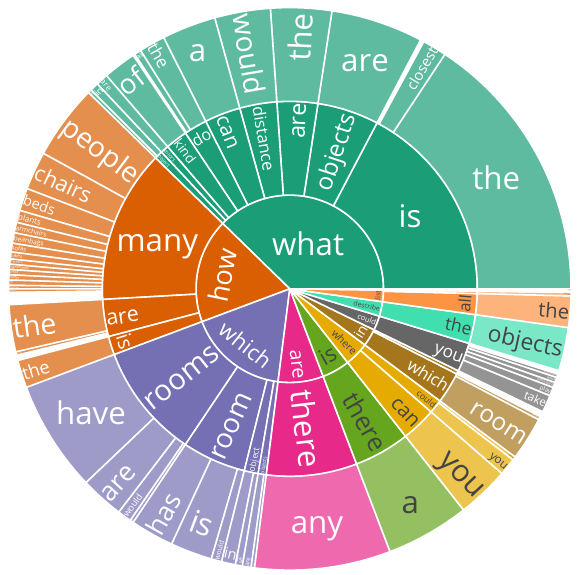 what
is
the
closest
objects
are
are
the
distance
would
can
a
do
the
kind
of
how
many
people
chairs
beds
plants
armchairs
beanbags
are
the
is
the
which
rooms
have
are
would
room
has
is
would
in
object
are
there
any
is
there
a
where
can
you
could
you
in
which
room
could
you
take
describe
the
objects
all
the